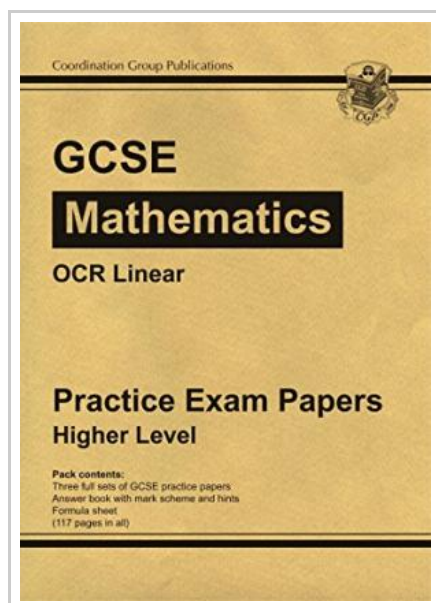 Coordination Group Publications
CGP
GCSE
Mathematics
OCR Linear
Practice Exam Papers
Higher Level
Pack contents:
Three full sets of GCSE practice papers
Answer book with mark scheme and hints
Formula sheet
(117 pages in all)